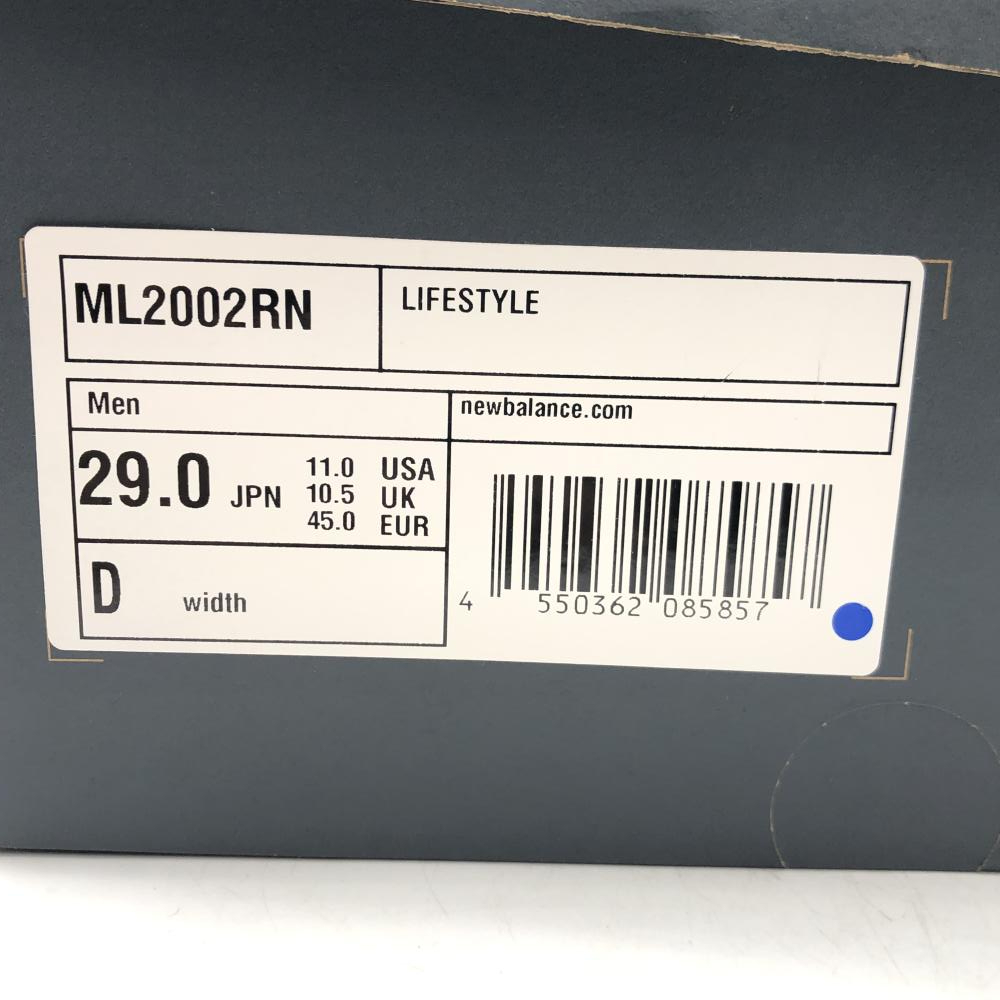 ML2002RN
LIFESTYLE
Men
newbalance.com
29.0 JPN
11.0 USA
10.5 UK
45.0 EUR
D width
4 550362 085857